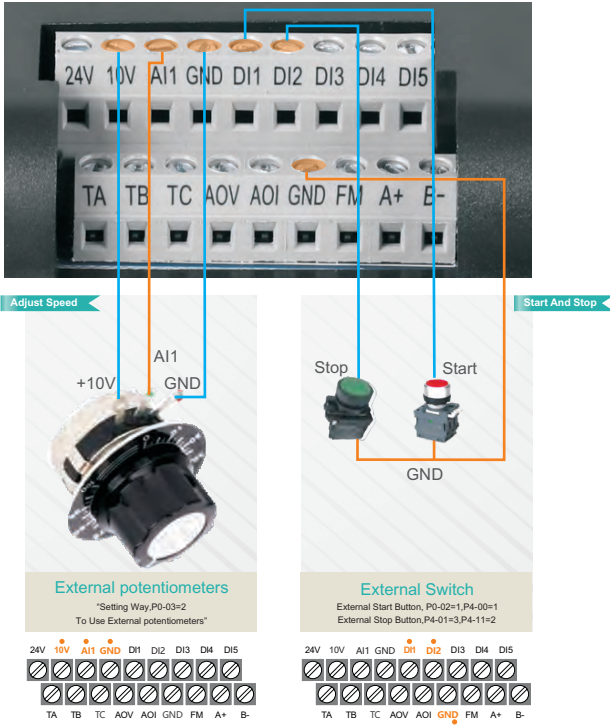 24V 10V AI1 GND DI1 DI2 DI3 DI4 DI5
TA TB TC AOV AOI GND FM A+ B-
Adjust Speed
Start And Stop
AI1
+10V
GND
Stop
Start
GND
External potentiometers
"Setting Way,P0-03=2
To Use External potentiometers"
External Switch
External Start Button, P0-02=1,P4-00=1
External Stop Button,P4-01=3,P4-11=2
24V 10V AI1 GND DI1 DI2 DI3 DI4 DI5
TA TB TC AOV AOI GND FM A+ B-
24V 10V AI1 GND DI1 DI2 DI3 DI4 DI5
TA TB TC AOV AOI GND FM A+ B-